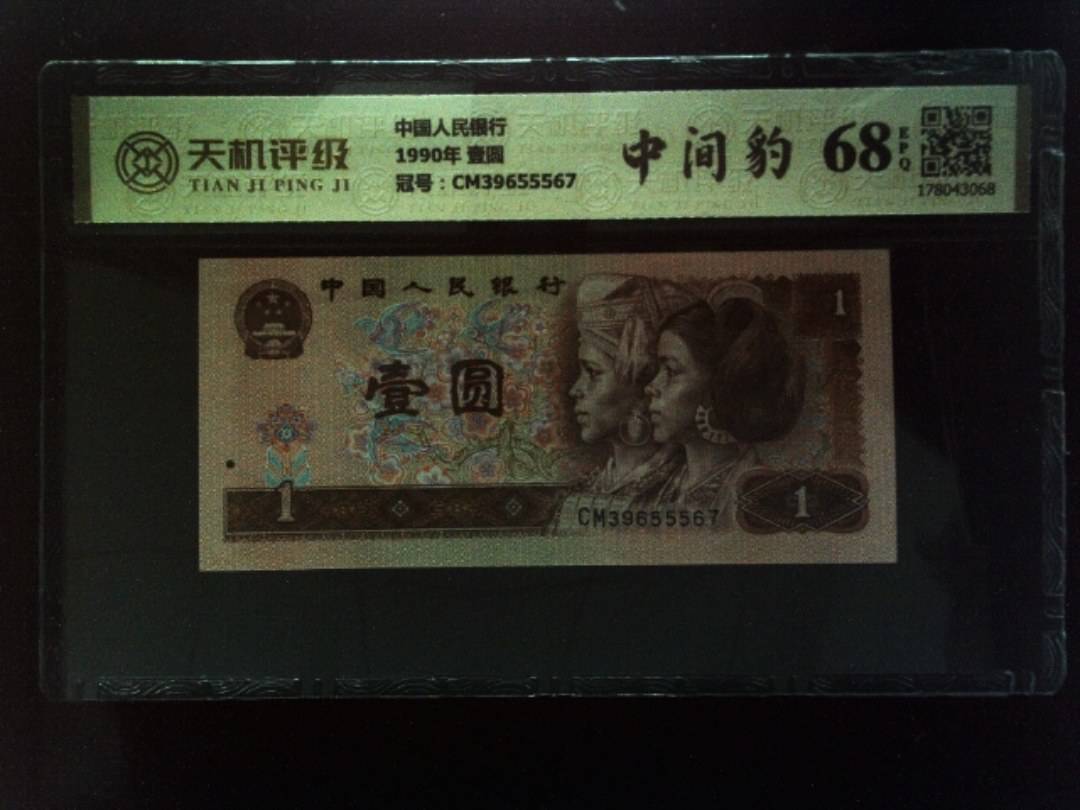 天机评级
TIAN JI PING JI
中国人民银行
1990年 壹圆
冠号：CM39655567
中间豹
68
EPQ
178043068
中国人民银行
1
壹圆
1
CM39655567
1